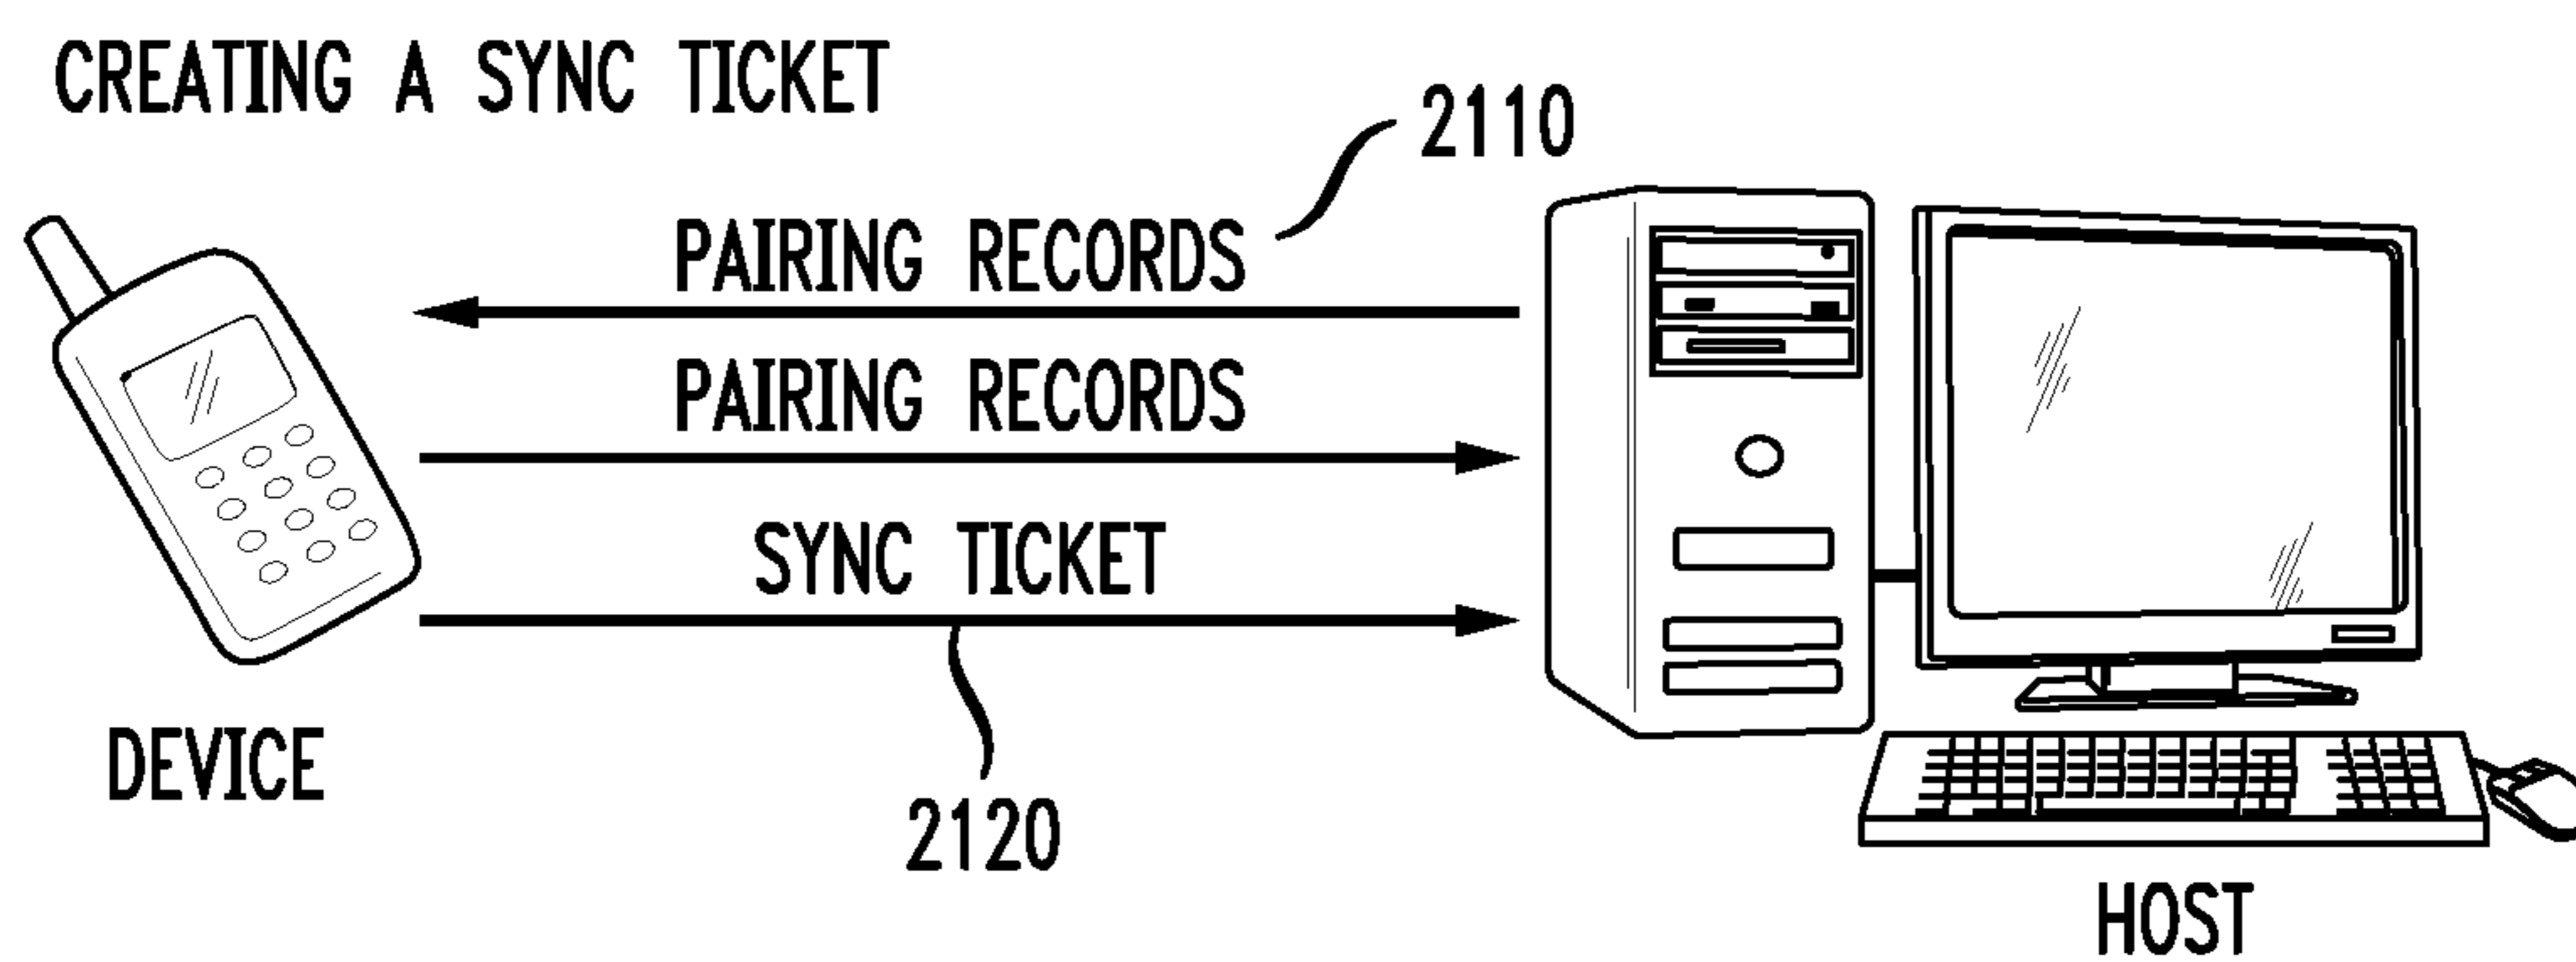 CREATING A SYNC TICKET
2110
PAIRING RECORDS
PAIRING RECORDS
SYNC TICKET
DEVICE
2120
HOST